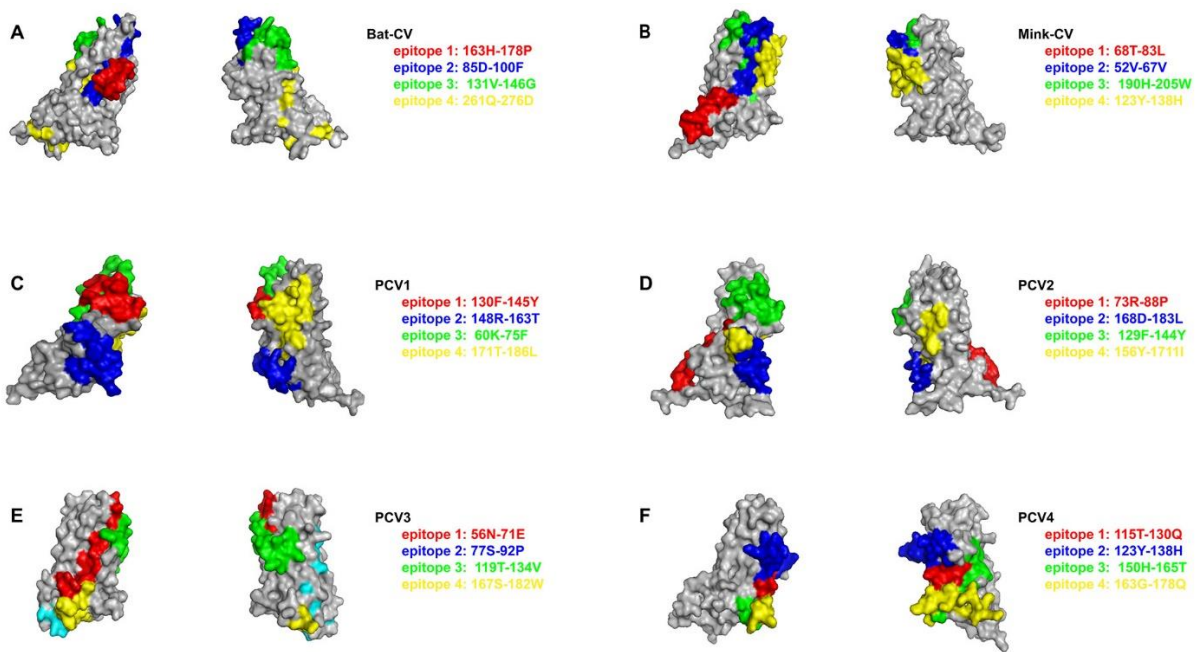 A
Bat-CV
epitope 1: 163H-178P
epitope 2: 85D-100F
epitope 3: 131V-146G
epitope 4: 261Q-276D
B
Mink-CV
epitope 1: 68T-83L
epitope 2: 52V-67V
epitope 3: 190H-205W
epitope 4: 123Y-138H
C
PCV1
epitope 1: 130F-145Y
epitope 2: 148R-163T
epitope 3: 60K-75F
epitope 4: 171T-186L
D
PCV2
epitope 1: 73R-88P
epitope 2: 168D-183L
epitope 3: 129F-144Y
epitope 4: 156Y-1711I
E
PCV3
epitope 1: 56N-71E
epitope 2: 77S-92P
epitope 3: 119T-134V
epitope 4: 167S-182W
F
PCV4
epitope 1: 115T-130Q
epitope 2: 123Y-138H
epitope 3: 150H-165T
epitope 4: 163G-178Q